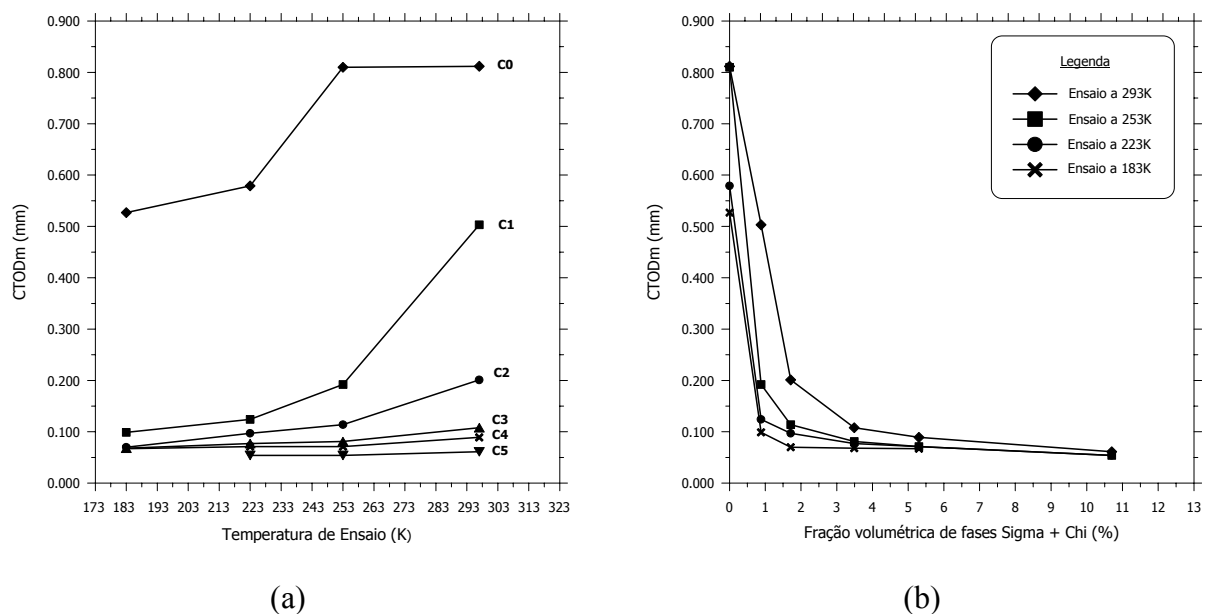 0.900
0.800
0.700
0.600
0.500
0.400
0.300
0.200
0.100
0.000
CTODm (mm)
C0
C1
C2
C3
C4
C5
173 183 193 203 213 223 233 243 253 263 273 283 293 303 313 323
Temperatura de Ensaio (K)
(a)
0.900
0.800
0.700
0.600
0.500
0.400
0.300
0.200
0.100
0.000
CTODm (mm)
Legenda
Ensaio a 293K
Ensaio a 253K
Ensaio a 223K
Ensaio a 183K
0 1 2 3 4 5 6 7 8 9 10 11 12 13
Fração volumétrica de fases Sigma + Chi (%)
(b)